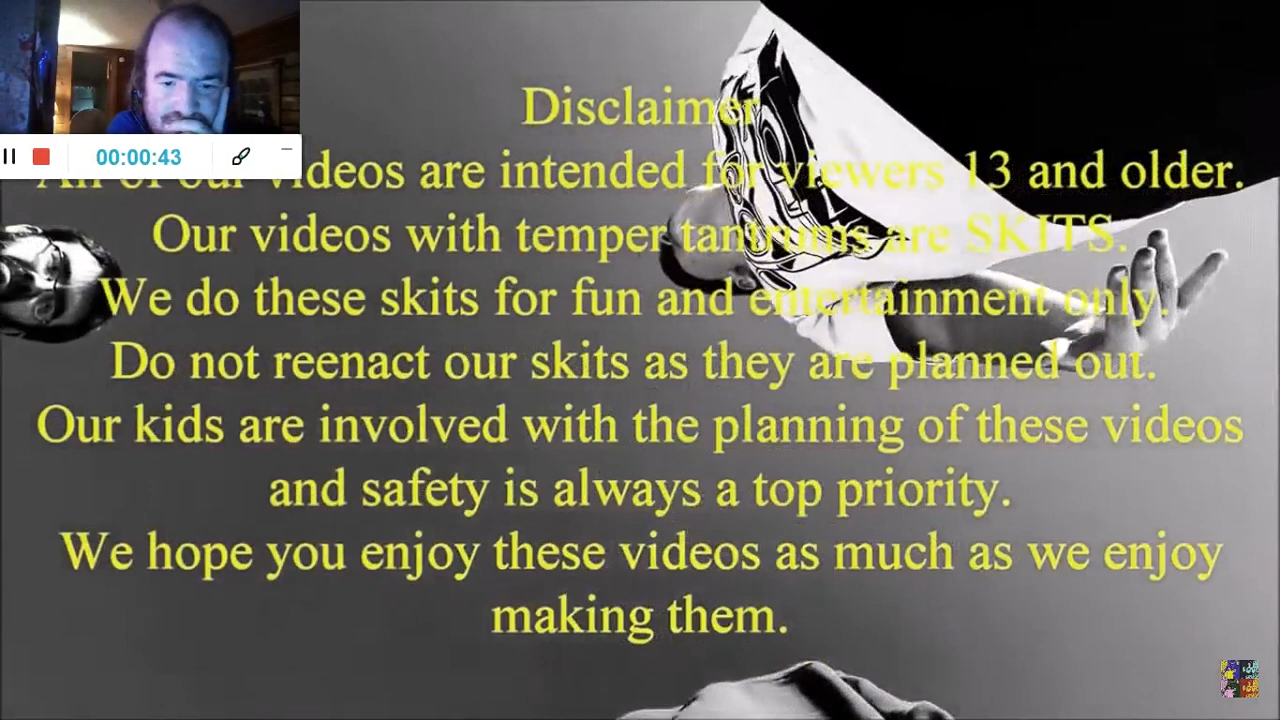 00:00:43
Disclaimer
All of our videos are intended for viewers 13 and older.
Our videos with temper tantrums are SKITS.
We do these skits for fun and entertainment only.
Do not reenact our skits as they are planned out.
Our kids are involved with the planning of these videos
and safety is always a top priority.
We hope you enjoy these videos as much as we enjoy
making them.